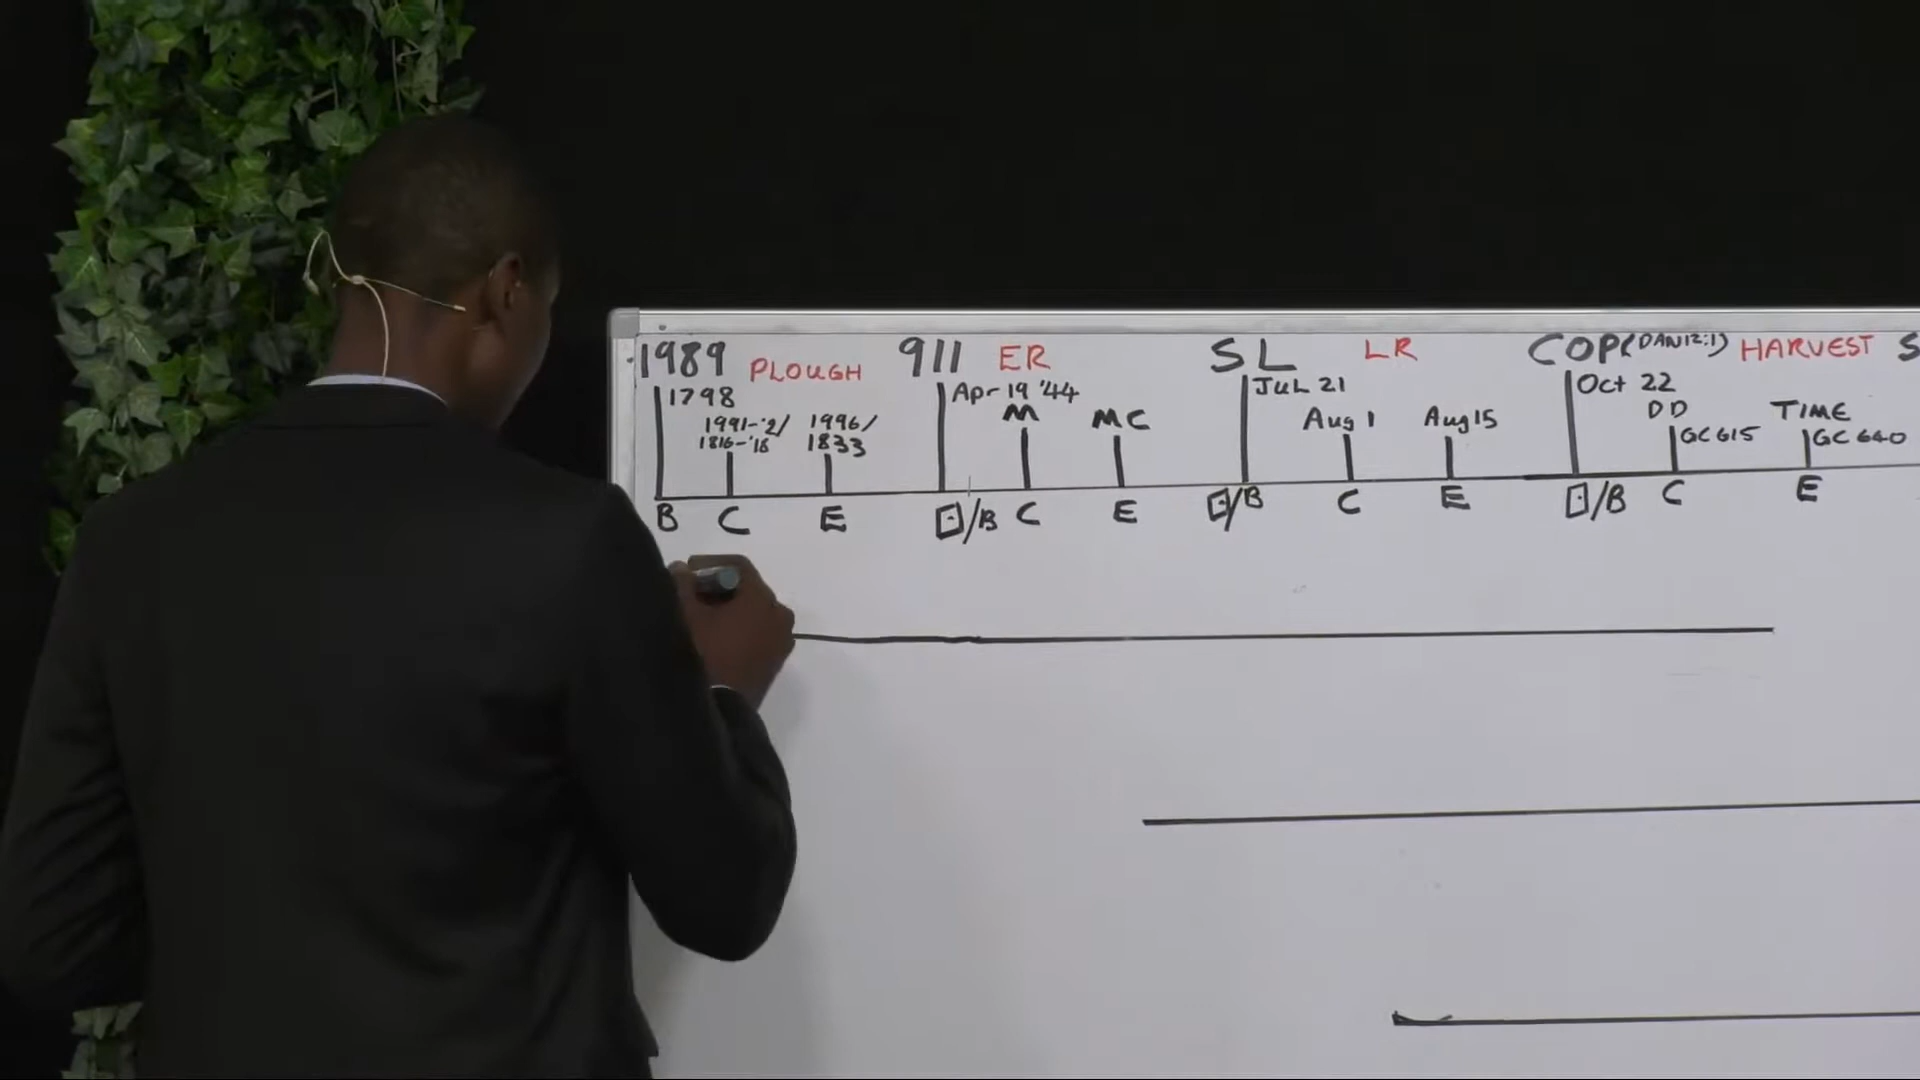 1989 PLOUGH 911 ER SL LR COP(DAN12:1) HARVEST S
1798 Apr 19 '44 JUL 21 Oct 22
1991-'2/ 1996/ M MC Aug 1 Aug 15 DD TIME
1816-'18 1833 GC 615 GC 640
B C E □/B C E □/B C E □/B C E